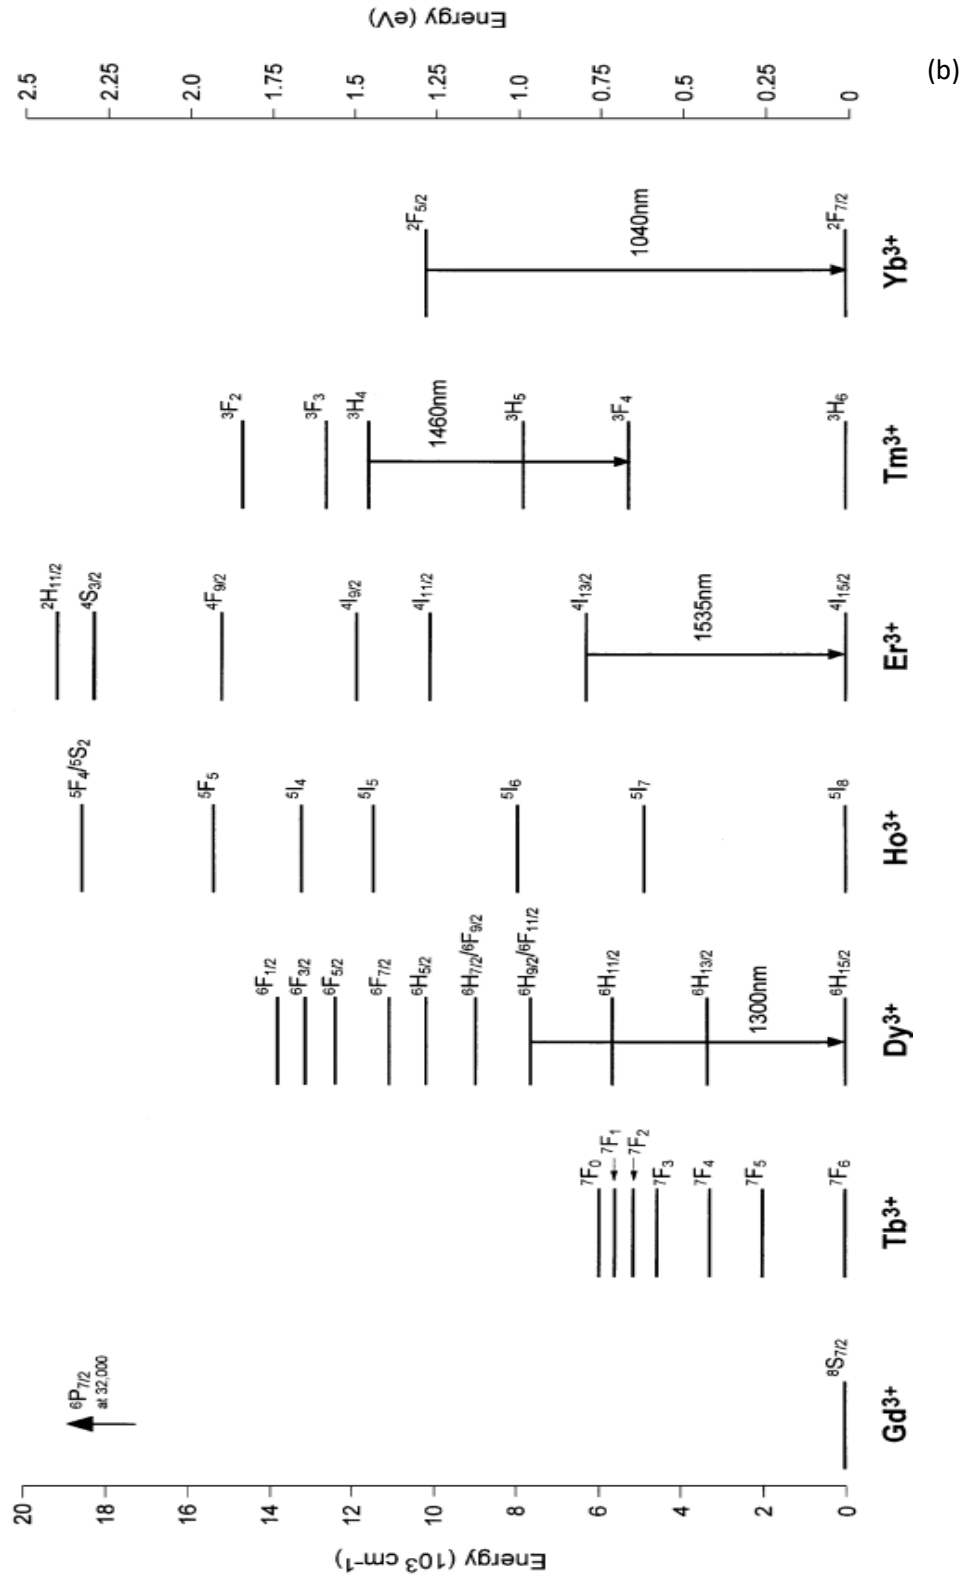 Energy (eV)
2.5
2.25
2.0
1.75
1.5
1.25
1.0
0.75
0.5
0.25
0
(b)
²F₅/₂
1040nm
²F₇/₂
Yb³⁺
³F₂
³F₃
³H₄
1460nm
³H₅
³F₄
³H₆
Tm³⁺
²H₁₁/₂
⁴S₃/₂
⁴F₉/₂
⁴I₉/₂
⁴I₁₁/₂
⁴I₁₃/₂
1535nm
⁴I₁₅/₂
Er³⁺
⁵F₄/⁵S₂
⁵F₅
⁵I₄
⁵I₅
⁵I₆
⁵I₇
⁵I₈
Ho³⁺
⁶F₁/₂
⁶F₃/₂
⁶F₅/₂
⁶F₇/₂
⁶H₅/₂
⁶H₇/₂/⁶F₉/₂
⁶H₉/₂/⁶F₁₁/₂
⁶H₁₁/₂
⁶H₁₃/₂
1300nm
⁶H₁₅/₂
Dy³⁺
⁷F₀
⁷F₁
⁷F₂
⁷F₃
⁷F₄
⁷F₅
⁷F₆
Tb³⁺
⁶P₇/₂
at 32,000
⁸S₇/₂
Gd³⁺
20
18
16
14
12
10
8
6
4
2
0
Energy (10³ cm⁻¹)